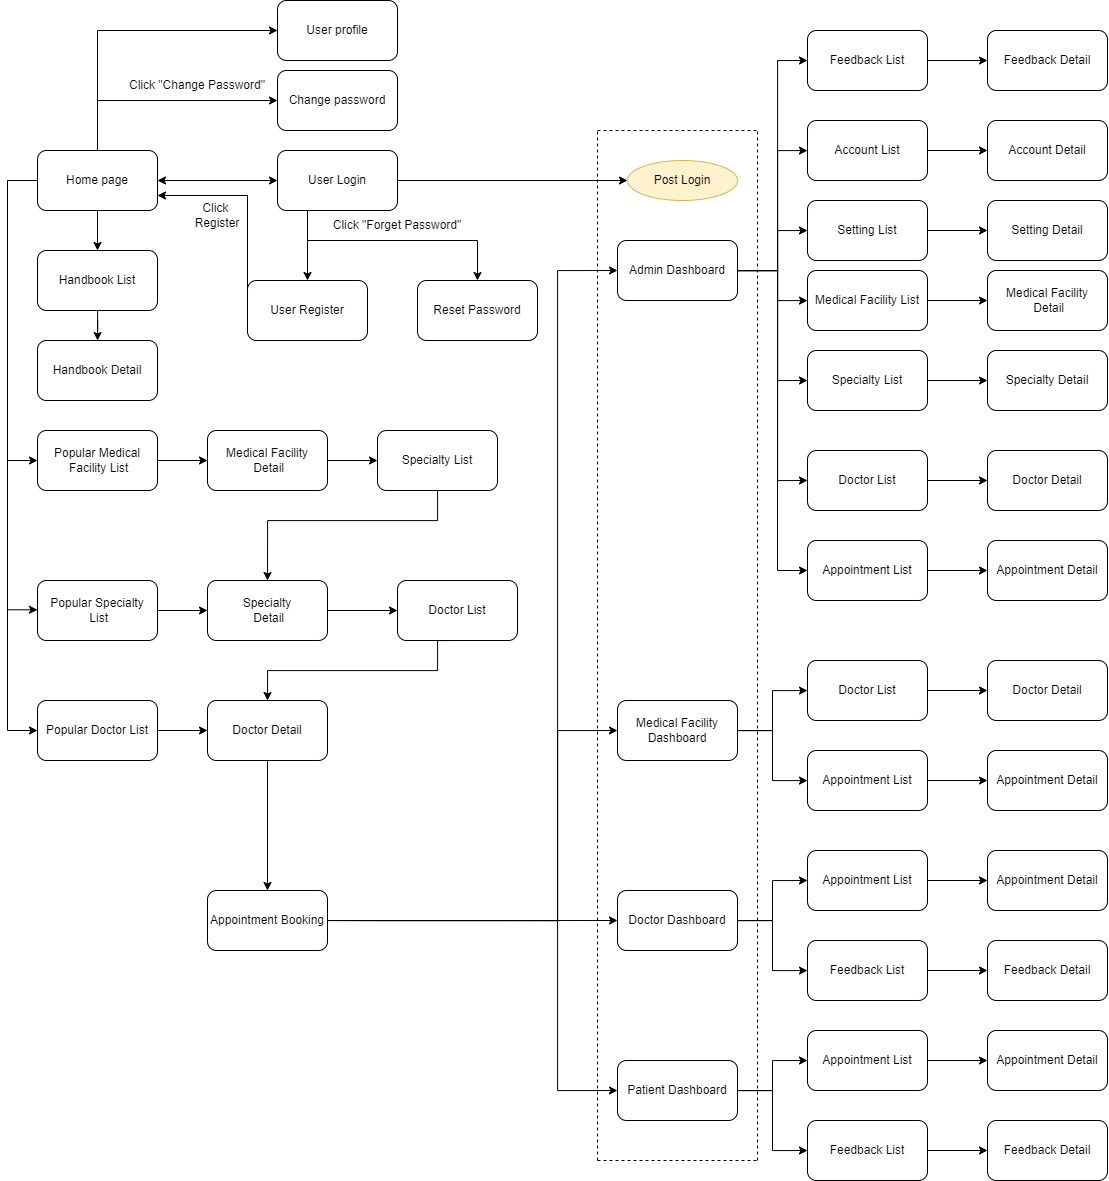 User profile
Click "Change Password"
Change password
Home page
User Login
Post Login
Click
Register
Click "Forget Password"
Handbook List
User Register
Reset Password
Handbook Detail
Popular Medical
Facility List
Medical Facility
Detail
Specialty List
Popular Specialty
List
Specialty
Detail
Doctor List
Popular Doctor List
Doctor Detail
Appointment Booking
Admin Dashboard
Feedback List
Feedback Detail
Account List
Account Detail
Setting List
Setting Detail
Medical Facility List
Medical Facility
Detail
Specialty List
Specialty Detail
Doctor List
Doctor Detail
Appointment List
Appointment Detail
Medical Facility
Dashboard
Doctor List
Doctor Detail
Appointment List
Appointment Detail
Doctor Dashboard
Appointment List
Appointment Detail
Feedback List
Feedback Detail
Patient Dashboard
Appointment List
Appointment Detail
Feedback List
Feedback Detail